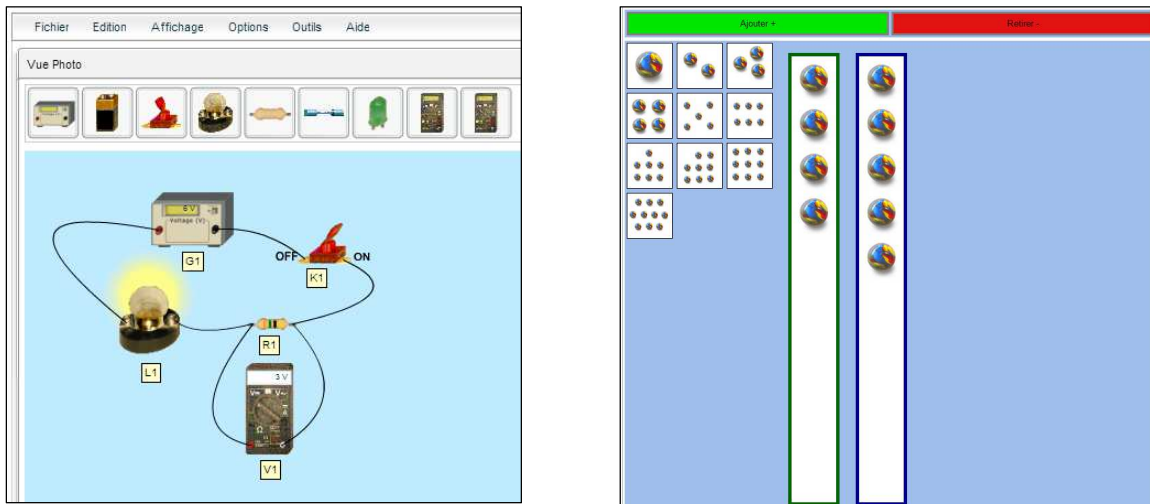 Fichier Edition Affichage Options Outils Aide
Vue Photo
6 V
Voltage (V)
G1
OFF ON
K1
L1
R1
3 V
V1
Ajouter +
Retirer -